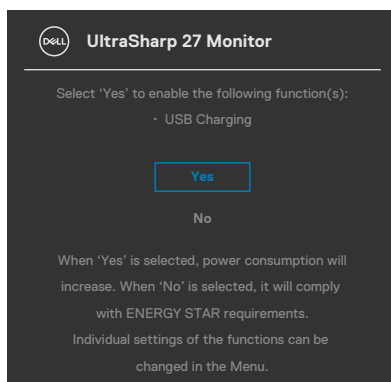 DELL
UltraSharp 27 Monitor
Select ‘Yes’ to enable the following function(s):
· USB Charging
Yes
No
When ‘Yes’ is selected, power consumption will
increase. When ‘No’ is selected, it will comply
with ENERGY STAR requirements.
Individual settings of the functions can be
changed in the Menu.